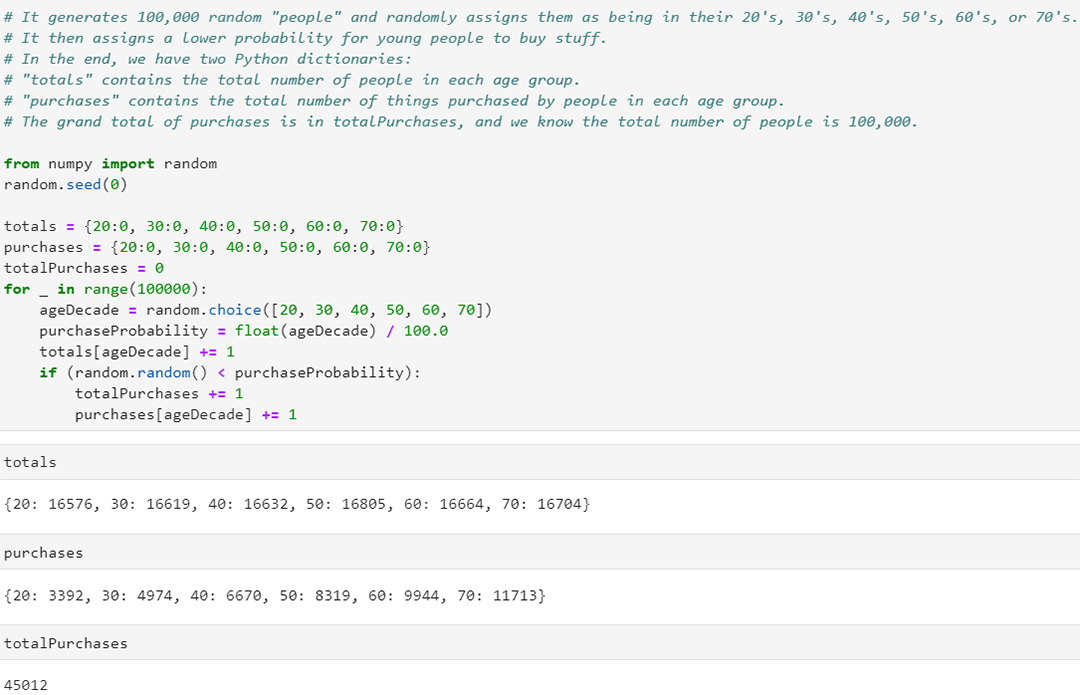 # It generates 100,000 random "people" and randomly assigns them as being in their 20's, 30's, 40's, 50's, 60's, or 70's.
# It then assigns a lower probability for young people to buy stuff.
# In the end, we have two Python dictionaries:
# "totals" contains the total number of people in each age group.
# "purchases" contains the total number of things purchased by people in each age group.
# The grand total of purchases is in totalPurchases, and we know the total number of people is 100,000.
from numpy import random
random.seed(0)
totals = {20:0, 30:0, 40:0, 50:0, 60:0, 70:0}
purchases = {20:0, 30:0, 40:0, 50:0, 60:0, 70:0}
totalPurchases = 0
for _ in range(100000):
    ageDecade = random.choice([20, 30, 40, 50, 60, 70])
    purchaseProbability = float(ageDecade) / 100.0
    totals[ageDecade] += 1
    if (random.random() < purchaseProbability):
        totalPurchases += 1
        purchases[ageDecade] += 1
totals
{20: 16576, 30: 16619, 40: 16632, 50: 16805, 60: 16664, 70: 16704}
purchases
{20: 3392, 30: 4974, 40: 6670, 50: 8319, 60: 9944, 70: 11713}
totalPurchases
45012